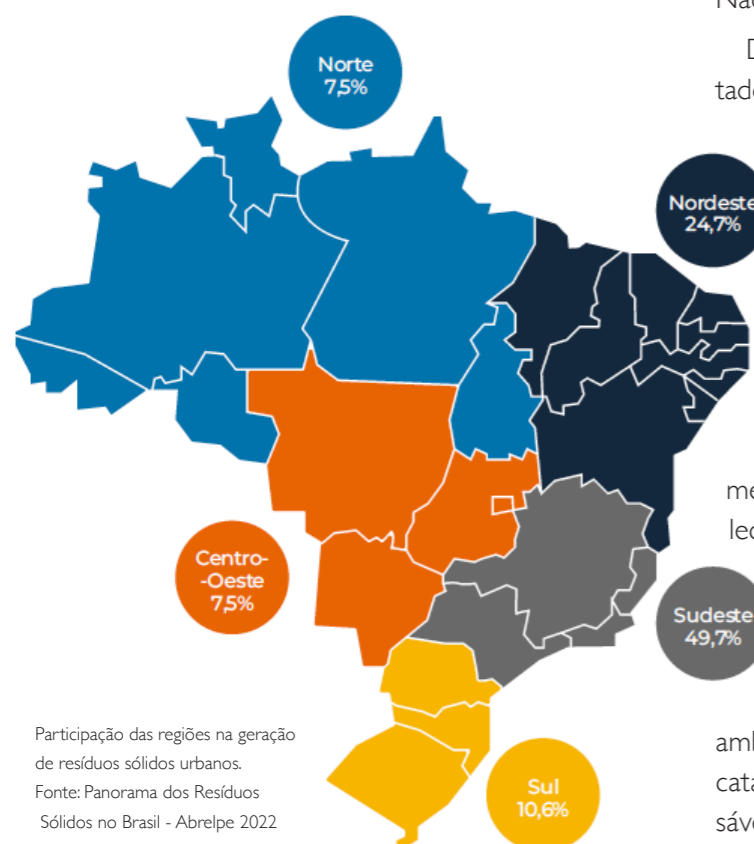 Norte
7,5%
Nordeste
24,7%
Centro-
-Oeste
7,5%
Sudeste
49,7%
Sul
10,6%
Participação das regiões na geração
de resíduos sólidos urbanos.
Fonte: Panorama dos Resíduos
Sólidos no Brasil - Abrelpe 2022